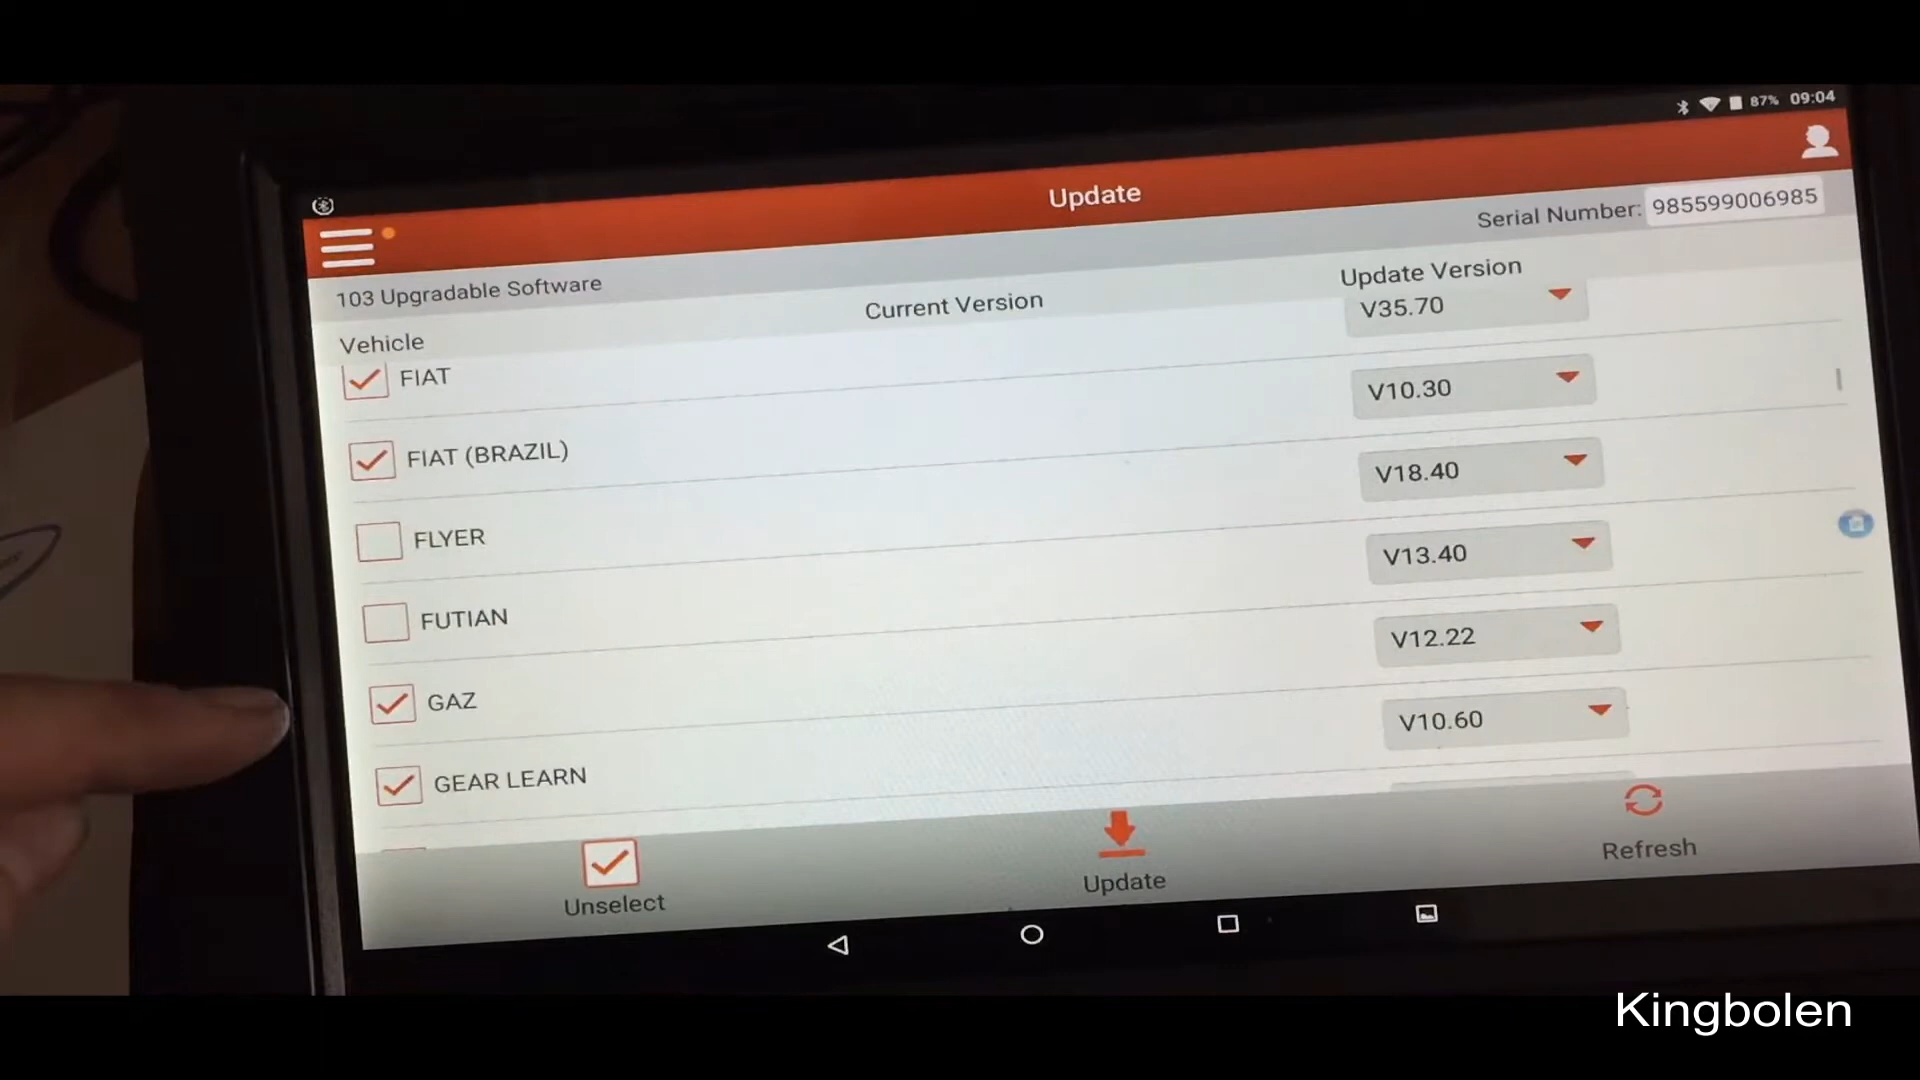 87% 09:04
Update
Serial Number: 985599006985
103 Upgradable Software
Vehicle Current Version Update Version
FIAT V35.70
FIAT (BRAZIL) V10.30
FLYER V18.40
FUTIAN V13.40
GAZ V12.22
GEAR LEARN V10.60
Unselect Update Refresh
Kingbolen